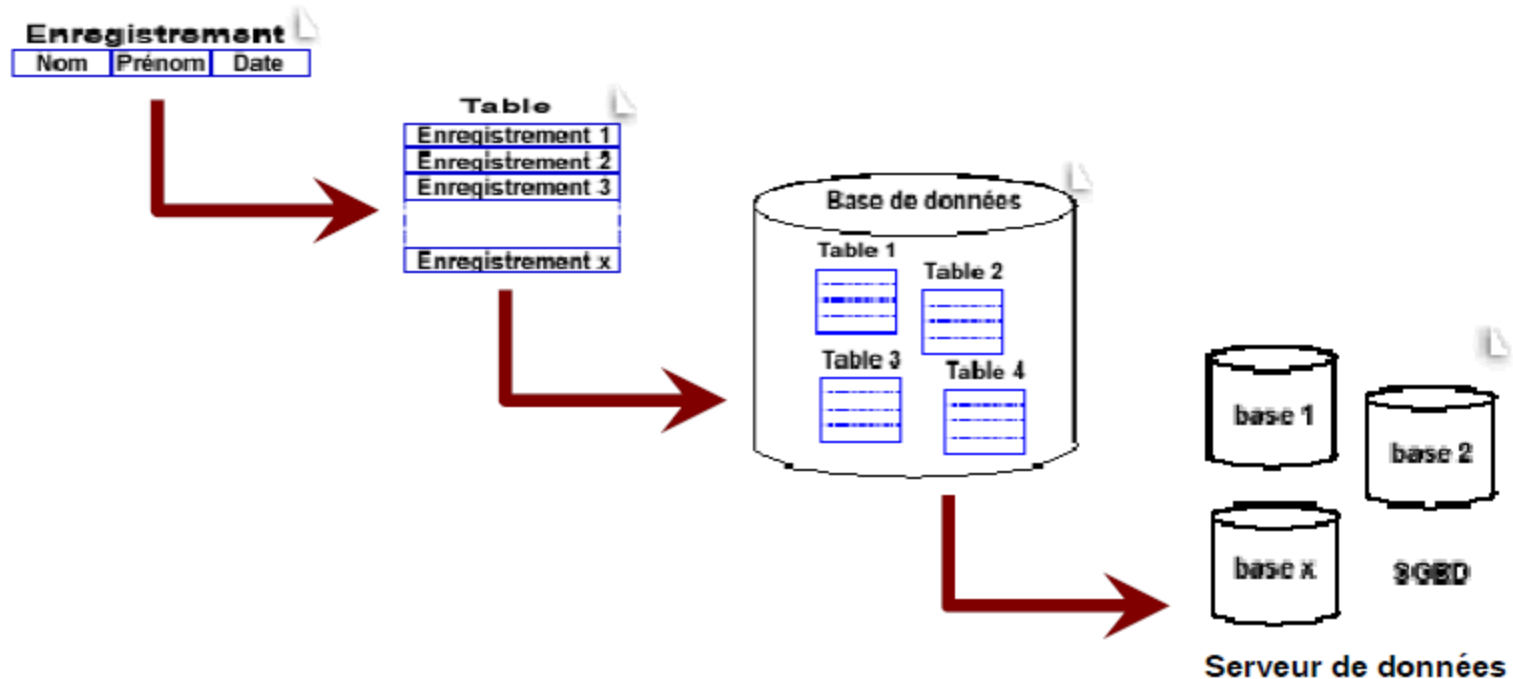 Enregistrement
Nom Prénom Date
Table
Enregistrement 1
Enregistrement 2
Enregistrement 3
Enregistrement x
Base de données
Table 1
Table 2
Table 3
Table 4
base 1
base 2
base x
SGBD
Serveur de données